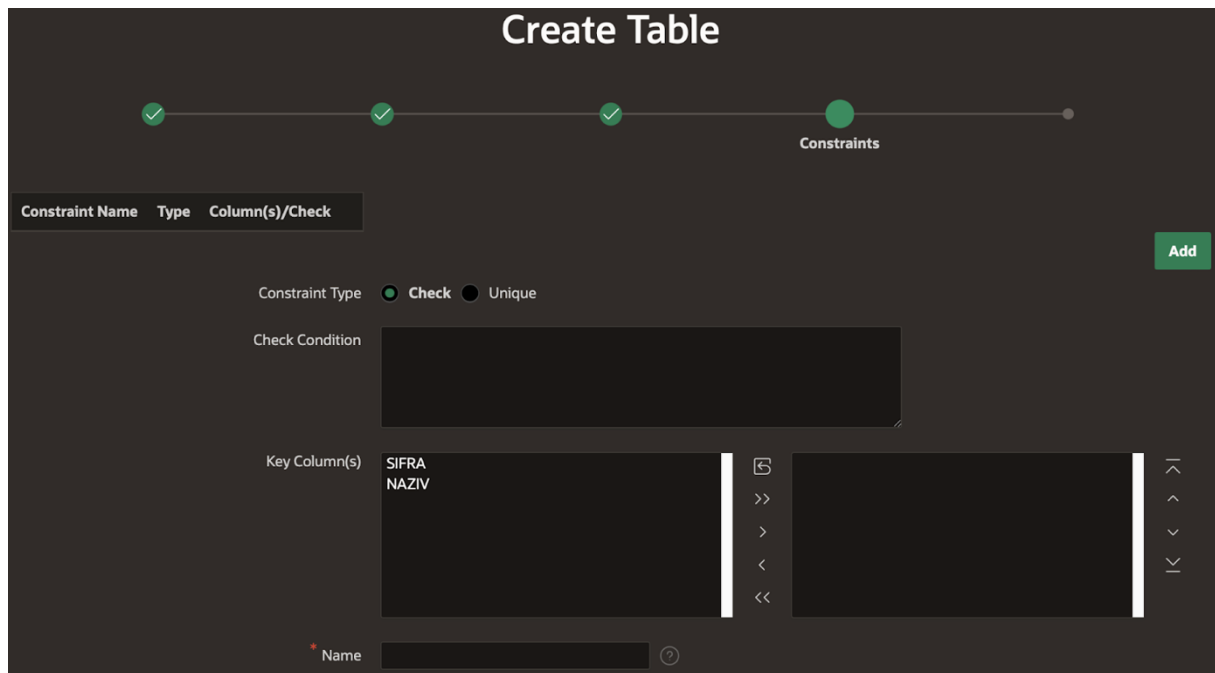 Create Table
Constraints
Constraint Name Type Column(s)/Check
Add
Constraint Type Check Unique
Check Condition
Key Column(s)
SIFRA
NAZIV
* Name